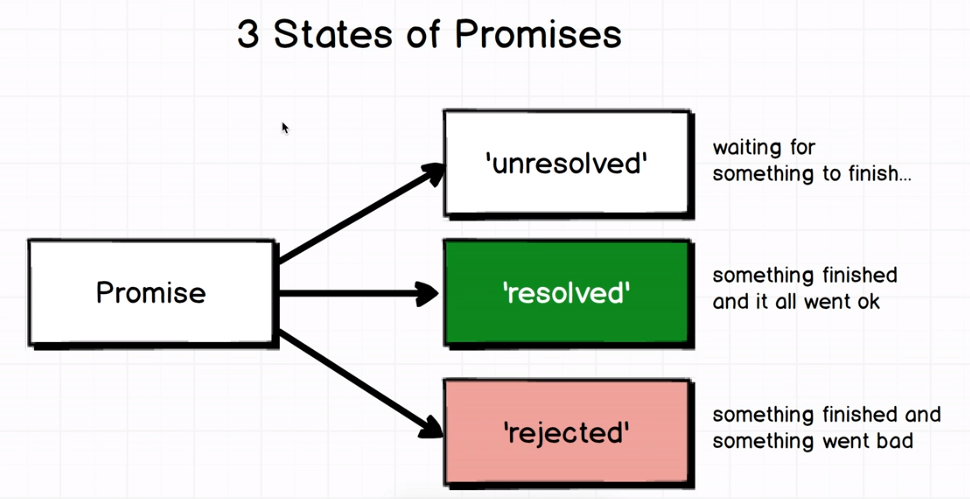 3 States of Promises
'unresolved'
waiting for
something to finish...
Promise
'resolved'
something finished
and it all went ok
'rejected'
something finished and
something went bad